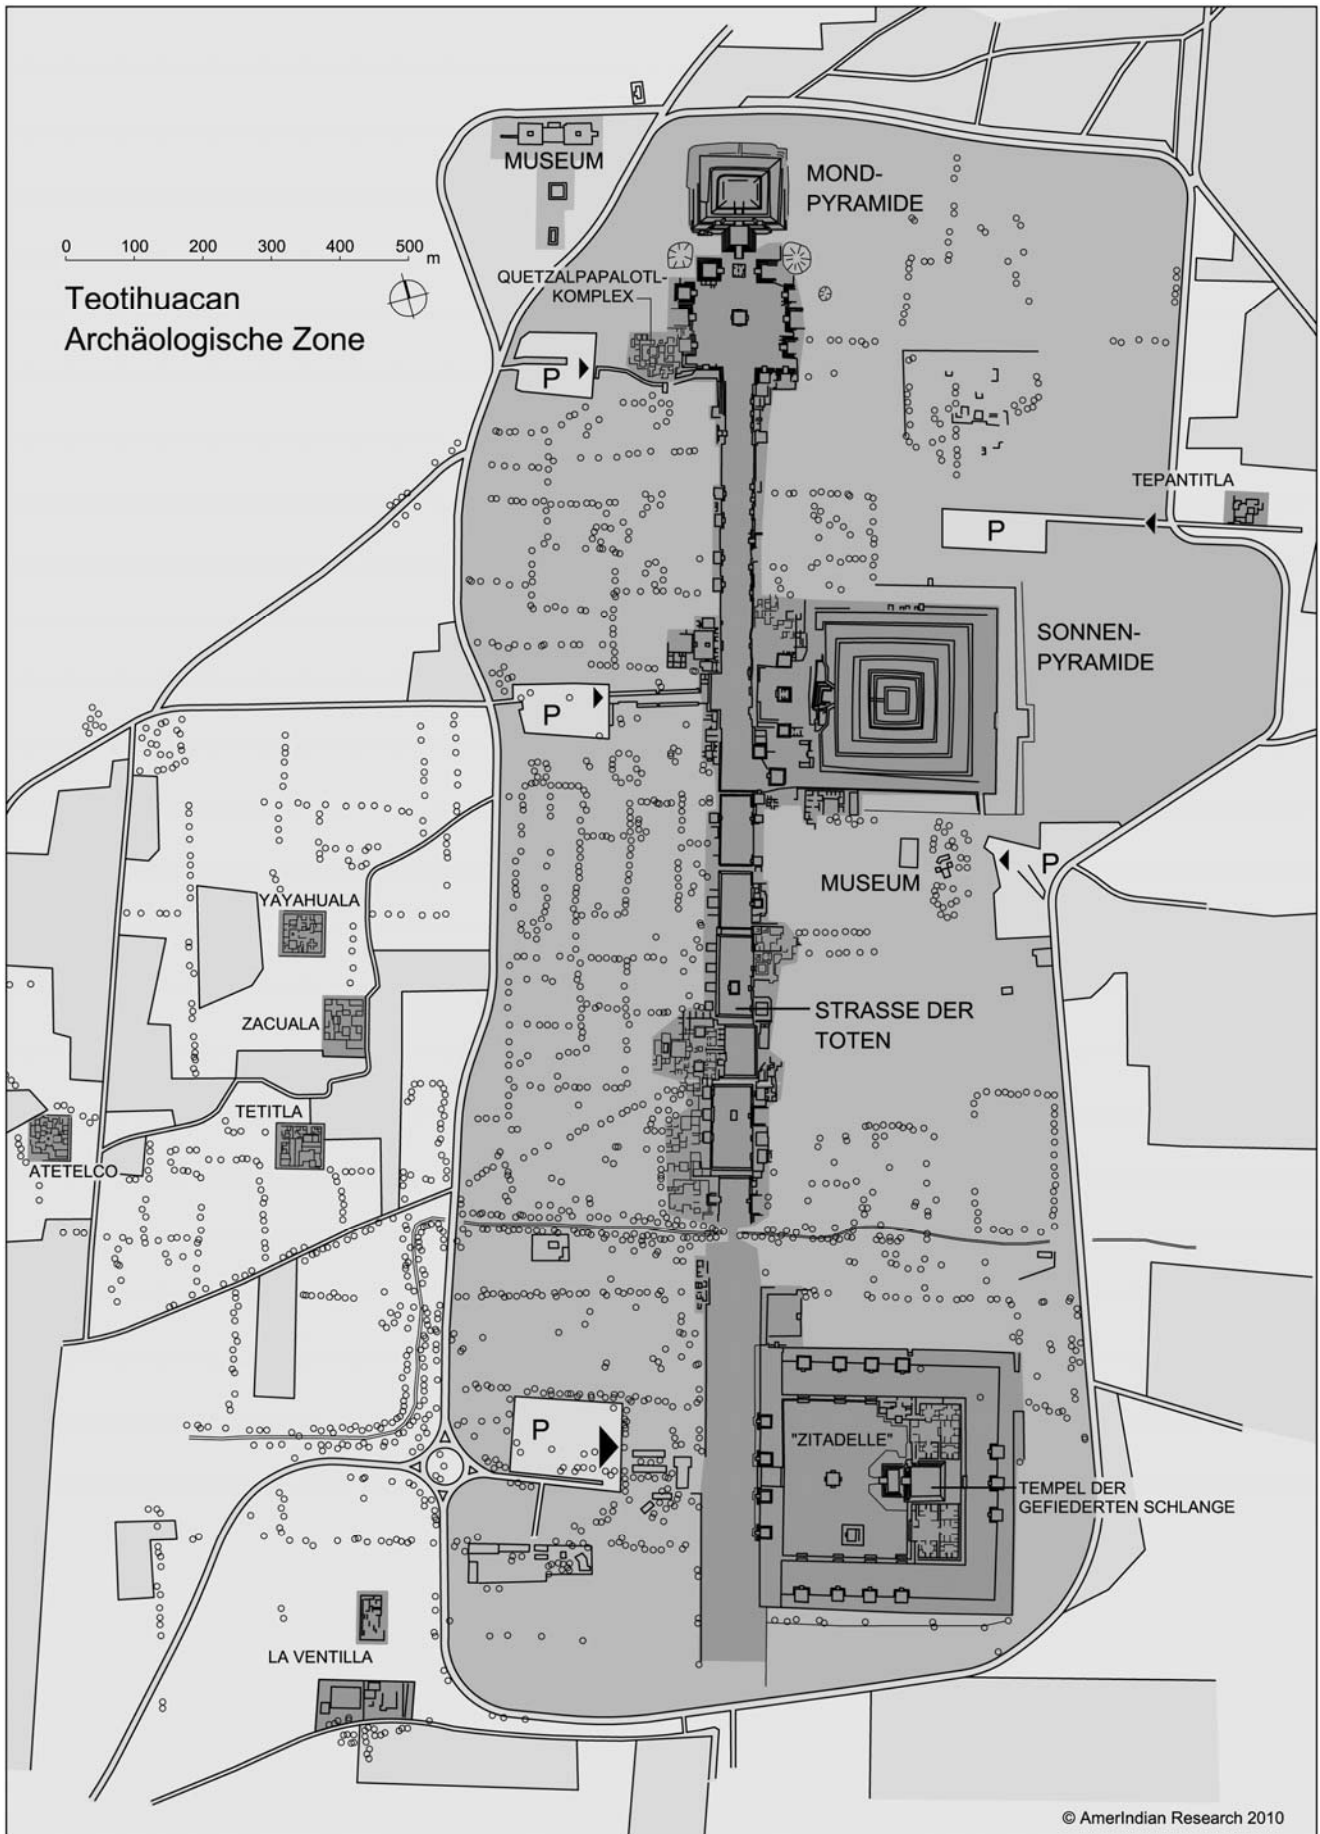 MUSEUM
MOND-
PYRAMIDE
0 100 200 300 400 500 m
QUETZALPAPALOTL-
KOMPLEX
Teotihuacan
Archäologische Zone
P
TEPANTITLA
P
SONNEN-
PYRAMIDE
P
P
MUSEUM
YAYAHUALA
STRASSE DER
TOTEN
ZACUALA
TETITLA
ATETELCO
P
"ZITADELLE"
TEMPEL DER
GEFIEDERTEN SCHLANGE
LA VENTILLA
© AmerIndian Research 2010